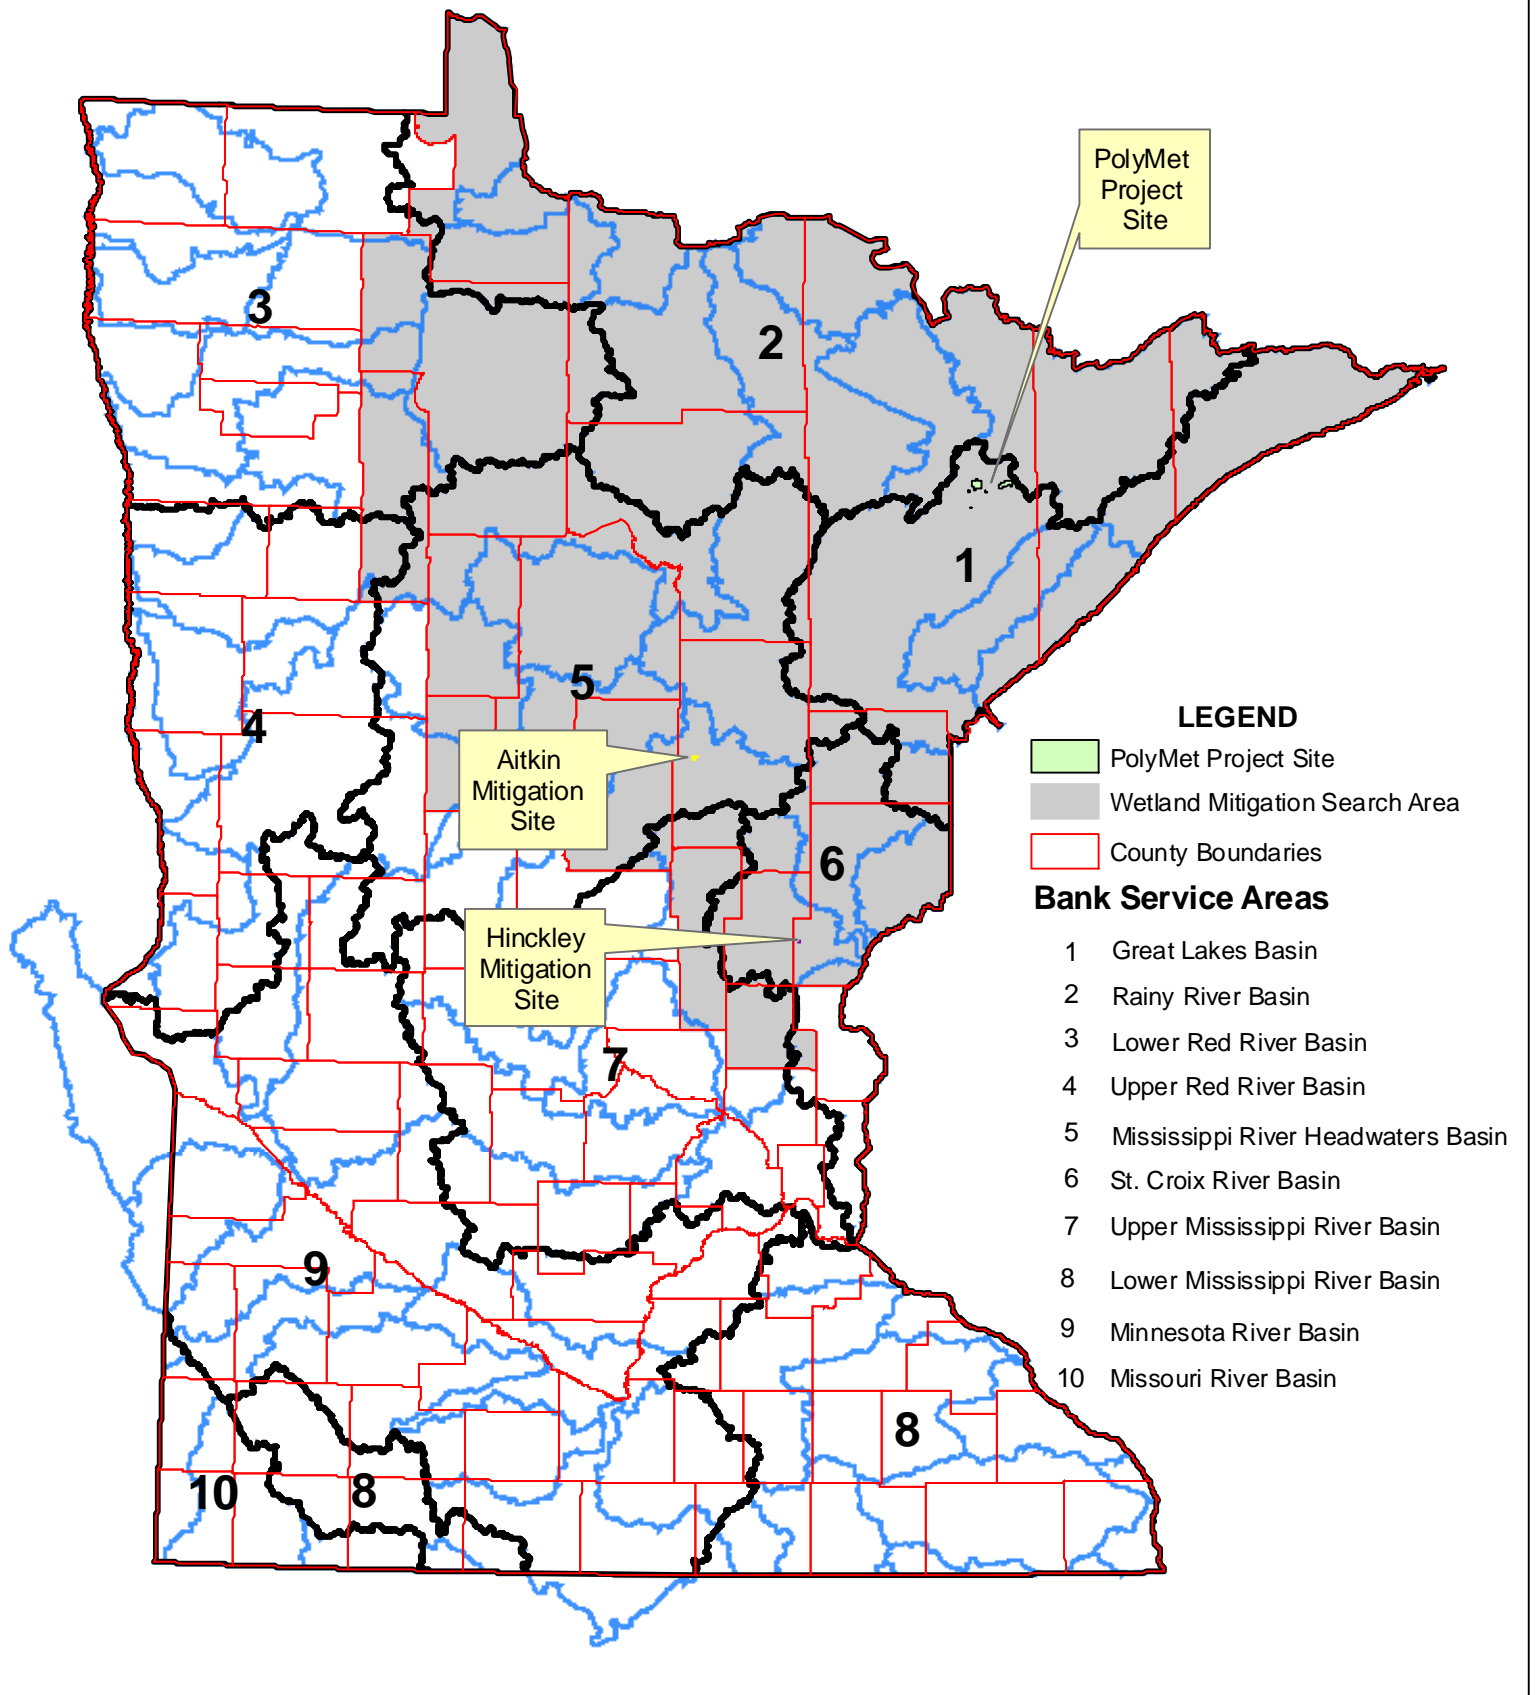 PolyMet
Project
Site
3
2
1
5
4
Aitkin
Mitigation
Site
6
Hinckley
Mitigation
Site
7
9
8
10
8
LEGEND
PolyMet Project Site
Wetland Mitigation Search Area
County Boundaries
Bank Service Areas
1 Great Lakes Basin
2 Rainy River Basin
3 Lower Red River Basin
4 Upper Red River Basin
5 Mississippi River Headwaters Basin
6 St. Croix River Basin
7 Upper Mississippi River Basin
8 Lower Mississippi River Basin
9 Minnesota River Basin
10 Missouri River Basin